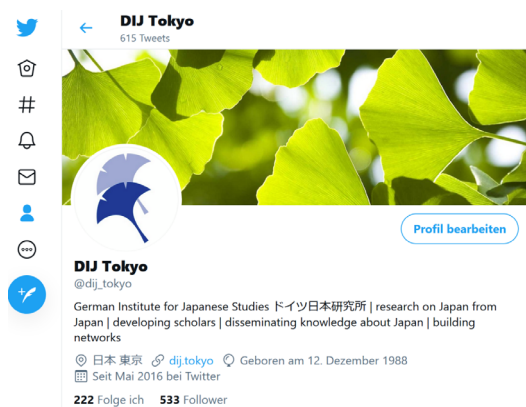 DIJ Tokyo
615 Tweets
Profil bearbeiten
DIJ Tokyo
@dij_tokyo
German Institute for Japanese Studies ドイツ日本研究所 | research on Japan from
Japan | developing scholars | disseminating knowledge about Japan | building
networks
日本 東京 dij.tokyo Geboren am 12. Dezember 1988
Seit Mai 2016 bei Twitter
222 Folge ich 533 Follower